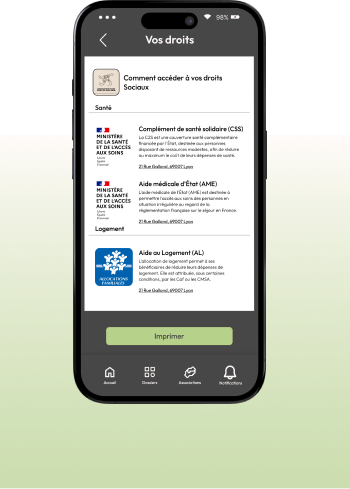 98%
Vos droits
Comment accéder à vos droits
Sociaux
Santé
MINISTÈRE
DE LA SANTÉ
ET DE L'ACCÈS
AUX SOINS
Liberté
Égalité
Fraternité
Complément de santé solidaire (CSS)
La C2S est une couverture santé complémentaire
financée par l'État, destinée aux personnes
disposant de ressources modestes, afin de réduire
au maximum le coût de leurs dépenses de santé.
21 Rue Galland, 69007 Lyon
MINISTÈRE
DE LA SANTÉ
ET DE L'ACCÈS
AUX SOINS
Liberté
Égalité
Fraternité
Aide médicale d'État (AME)
L'aide médicale de l'État (AME) est destinée à
permettre l'accès aux soins des personnes en
situation irrégulière au regard de la
réglementation française sur le séjour en France.
21 Rue Galland, 69007 Lyon
Logement
ALLOCATIONS
FAMILIALES
Aide au Logement (AL)
L'allocation de logement permet à ses
bénéficiaires de réduire leurs dépenses de
logement. Elle est attribuée, sous certaines
conditions, par les Caf ou les CMSA.
21 Rue Galland, 69007 Lyon
Imprimer
Accueil
Dossiers
Associations
Notifications